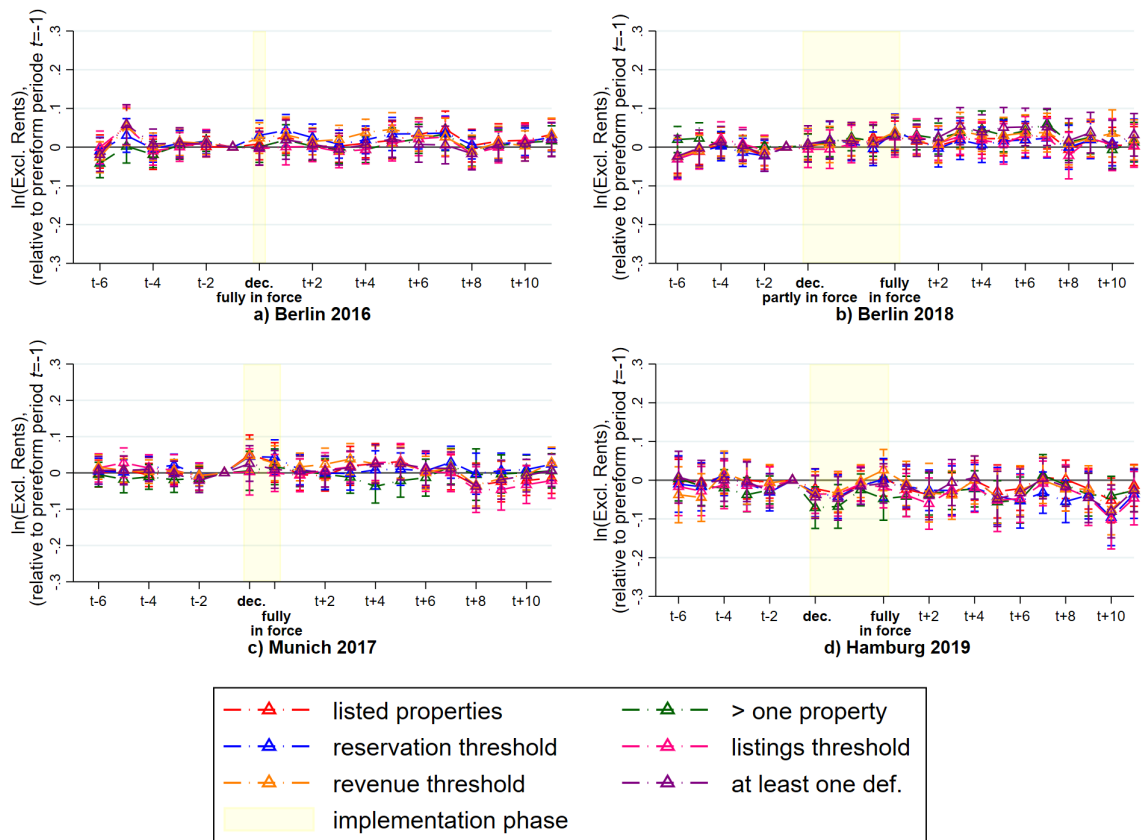 ln(Excl. Rents),
(relative to prereform periode t=-1)
.3
.2
.1
0
-.1
-.2
-.3
t-6 t-4 t-2 dec. t+2 t+4 t+6 t+8 t+10
fully in force
a) Berlin 2016
ln(Excl. Rents),
(relative to prereform period t=-1)
.3
.2
.1
0
-.1
-.2
-.3
t-6 t-4 t-2 dec. fully t+2 t+4 t+6 t+8 t+10
partly in force in force
b) Berlin 2018
ln(Excl. Rents),
(relative to prereform period t=-1)
.3
.2
.1
0
-.1
-.2
-.3
t-6 t-4 t-2 dec. t+2 t+4 t+6 t+8 t+10
fully
in force
c) Munich 2017
ln(Excl. Rents),
(relative to prereform period t=-1)
.3
.2
.1
0
-.1
-.2
-.3
t-6 t-4 t-2 dec. fully t+2 t+4 t+6 t+8 t+10
in force
d) Hamburg 2019
listed properties
> one property
reservation threshold
listings threshold
revenue threshold
at least one def.
implementation phase